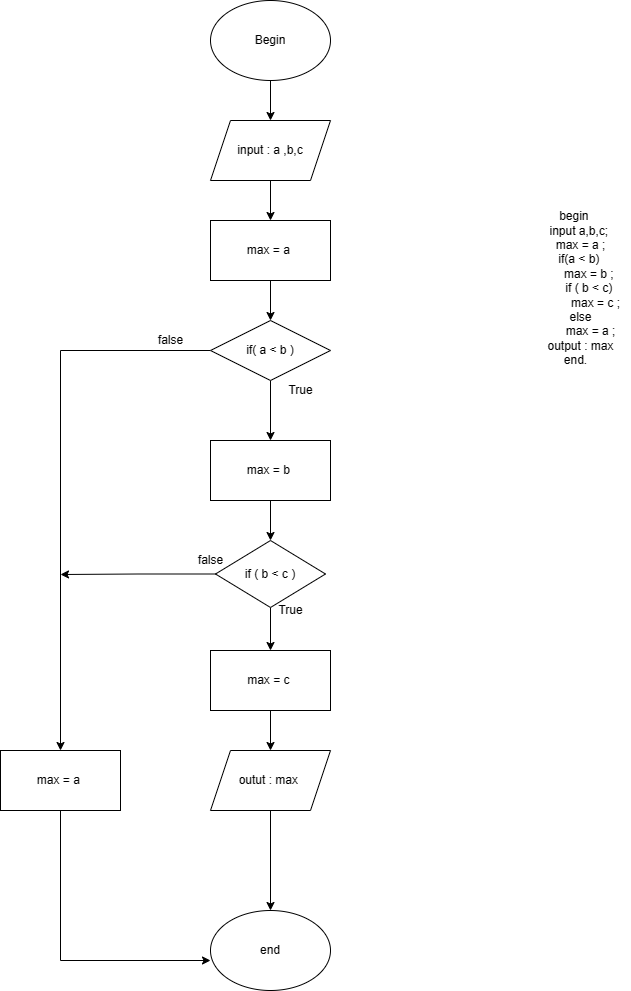 Begin
input : a ,b,c
max = a
if( a < b )
false
True
max = b
if ( b < c )
false
True
max = c
max = a
outut : max
end
begin
input a,b,c;
max = a ;
if(a < b)
max = b ;
if ( b < c)
max = c ;
else
max = a ;
output : max
end.